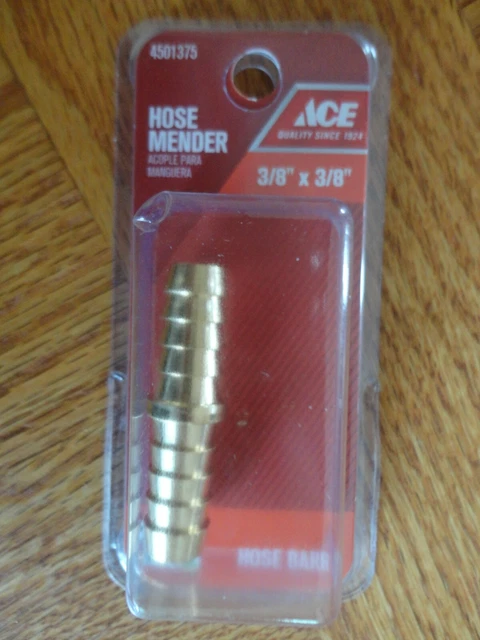 4501375
HOSE
MENDER
ACOPLE PARA
MANGUERA
ACE
QUALITY SINCE 1924
3/8" x 3/8"
HOSE BARB